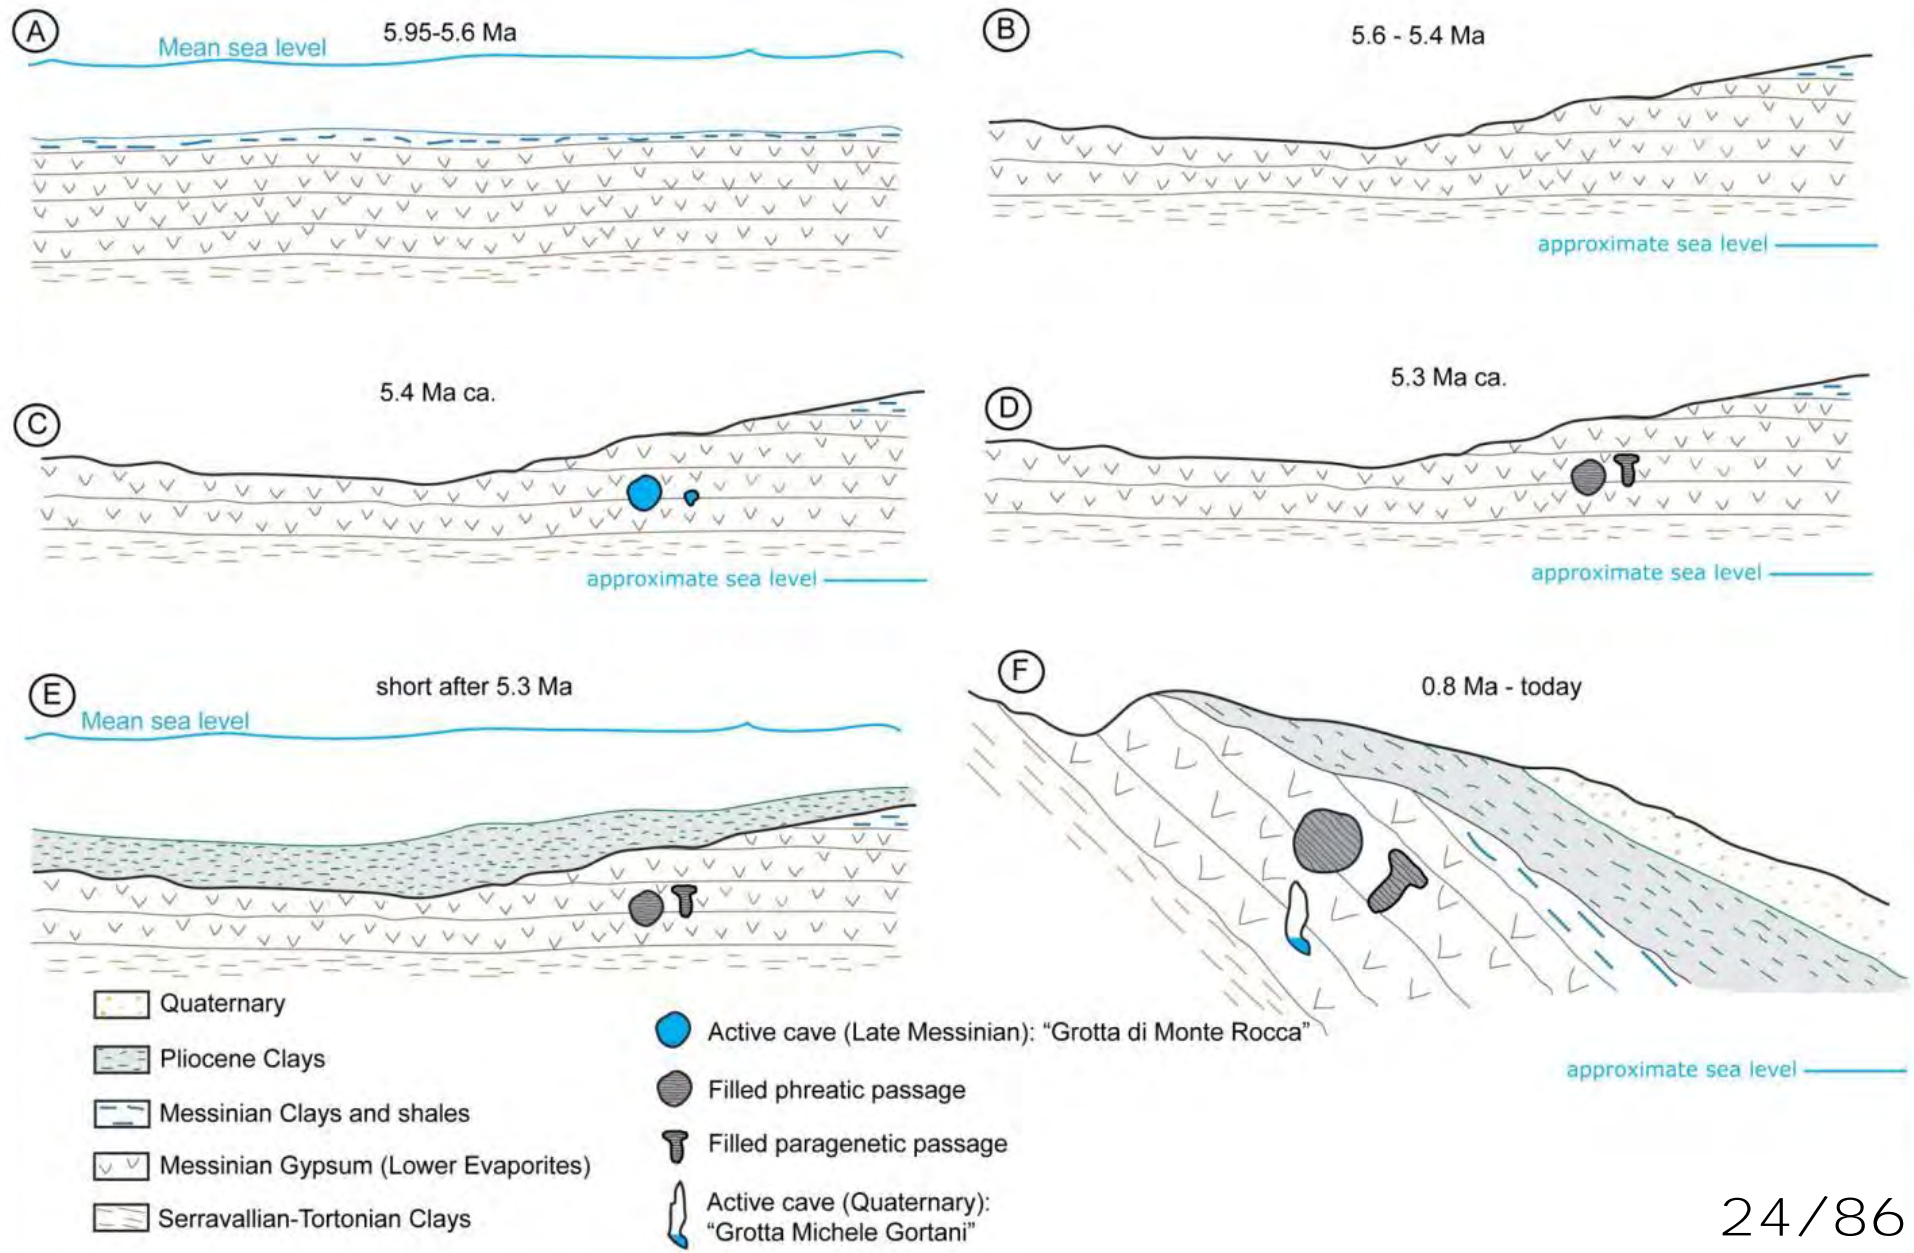 A
5.95-5.6 Ma
Mean sea level
B
5.6 - 5.4 Ma
approximate sea level
C
5.4 Ma ca.
approximate sea level
D
5.3 Ma ca.
approximate sea level
E
short after 5.3 Ma
Mean sea level
F
0.8 Ma - today
approximate sea level
Quaternary
Pliocene Clays
Messinian Clays and shales
Messinian Gypsum (Lower Evaporites)
Serravallian-Tortonian Clays
Active cave (Late Messinian): “Grotta di Monte Rocca”
Filled phreatic passage
Filled paragenetic passage
Active cave (Quaternary):
“Grotta Michele Gortani”
24/86